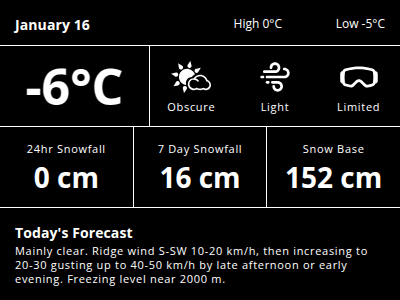 January 16 High 0°C Low -5°C
-6°C
Obscure Light Limited
24hr Snowfall 7 Day Snowfall Snow Base
0 cm 16 cm 152 cm
Today's Forecast
Mainly clear. Ridge wind S-SW 10-20 km/h, then increasing to
20-30 gusting up to 40-50 km/h by late afternoon or early
evening. Freezing level near 2000 m.